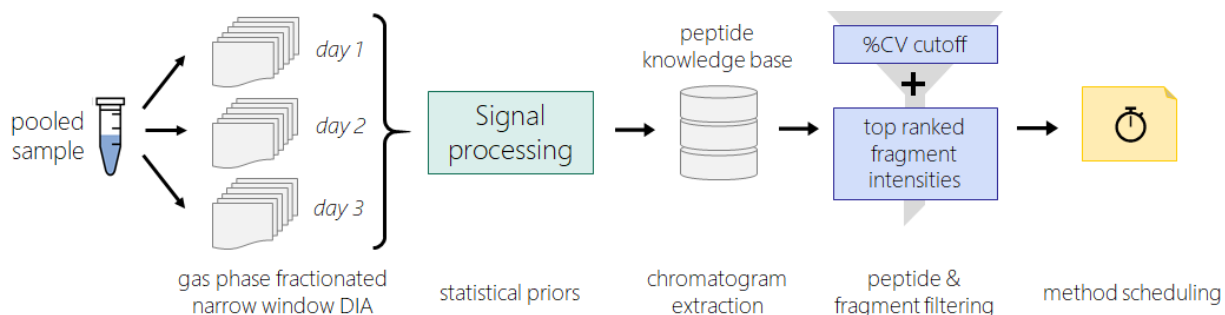 pooled
sample
day 1
day 2
day 3
gas phase fractionated
narrow window DIA
Signal
processing
statistical priors
peptide
knowledge base
chromatogram
extraction
%CV cutoff
+
top ranked
fragment
intensities
peptide &
fragment filtering
method scheduling